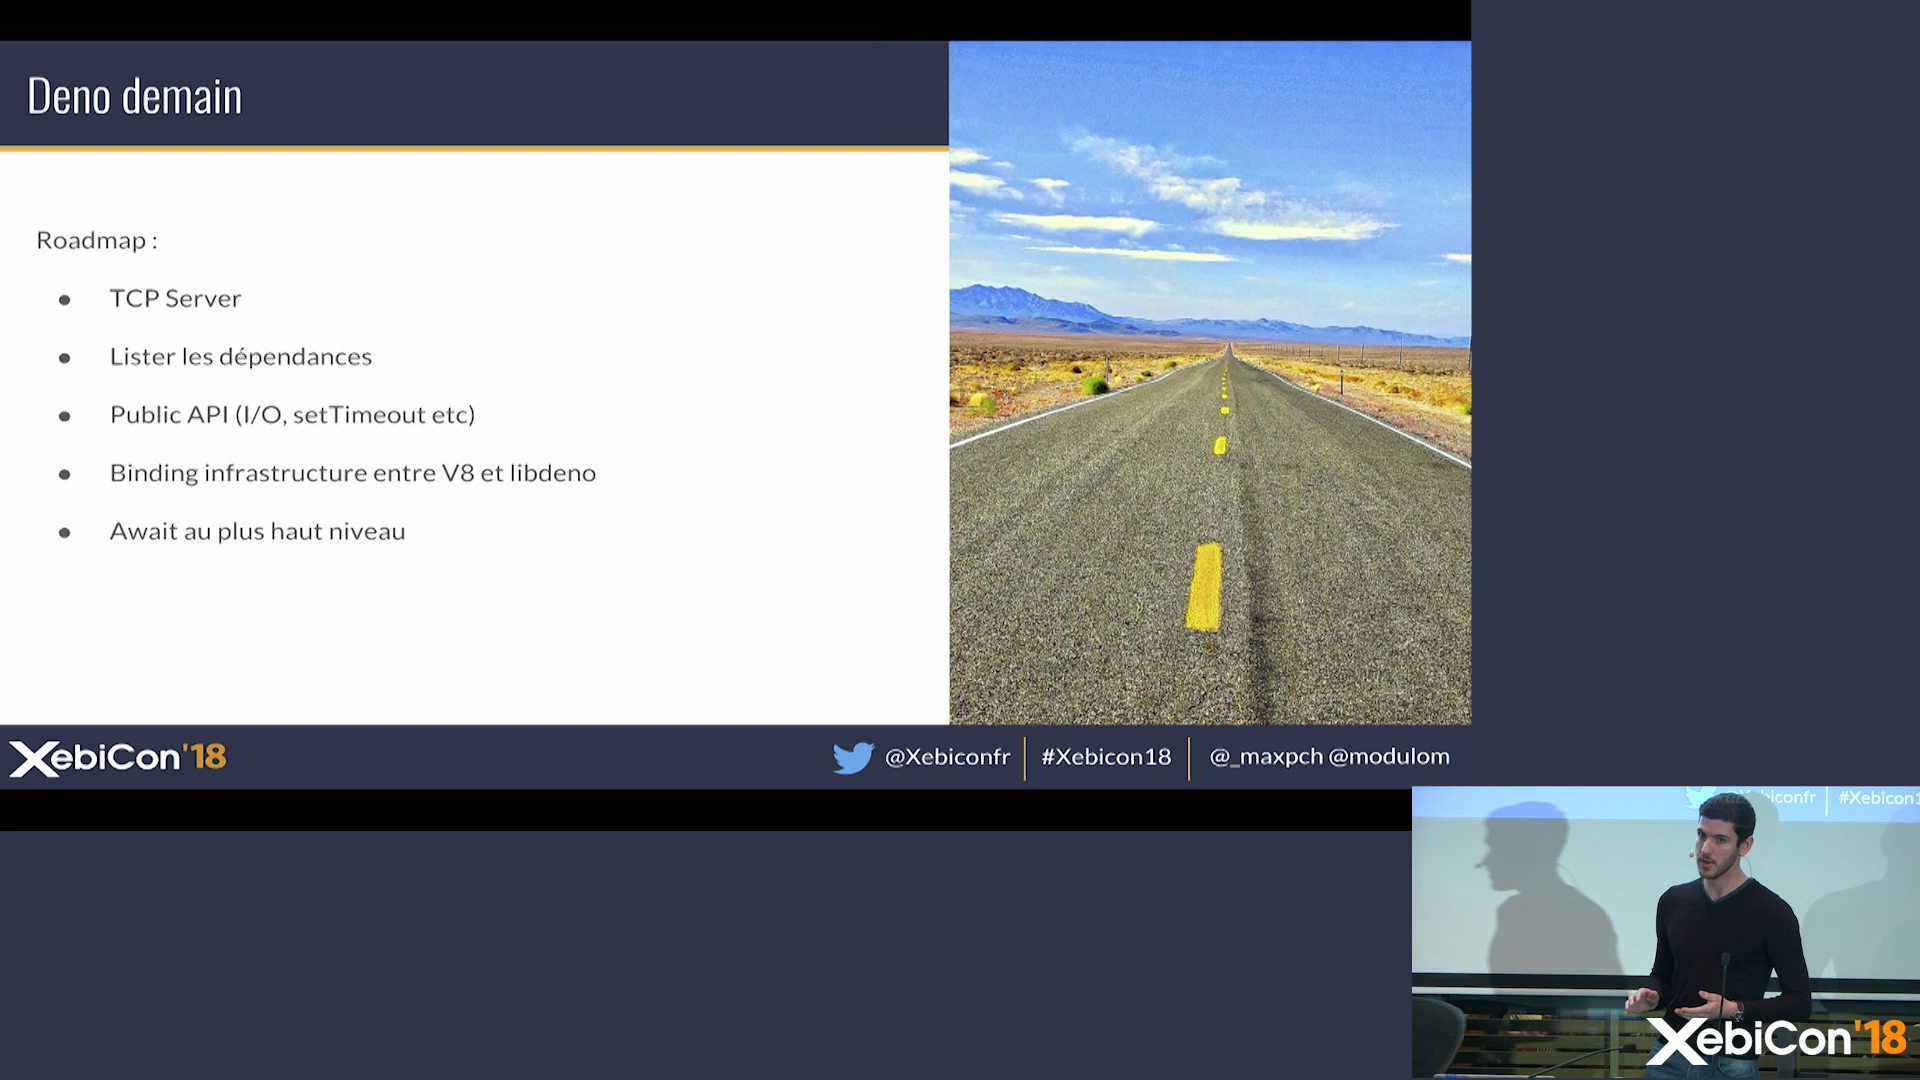 Deno demain
Roadmap :
● TCP Server
● Lister les dépendances
● Public API (I/O, setTimeout etc)
● Binding infrastructure entre V8 et libdeno
● Await au plus haut niveau
XebiCon'18
@Xebiconfr | #Xebicon18 | @_maxpch @modulom
#Xebicon1
XebiCon'18